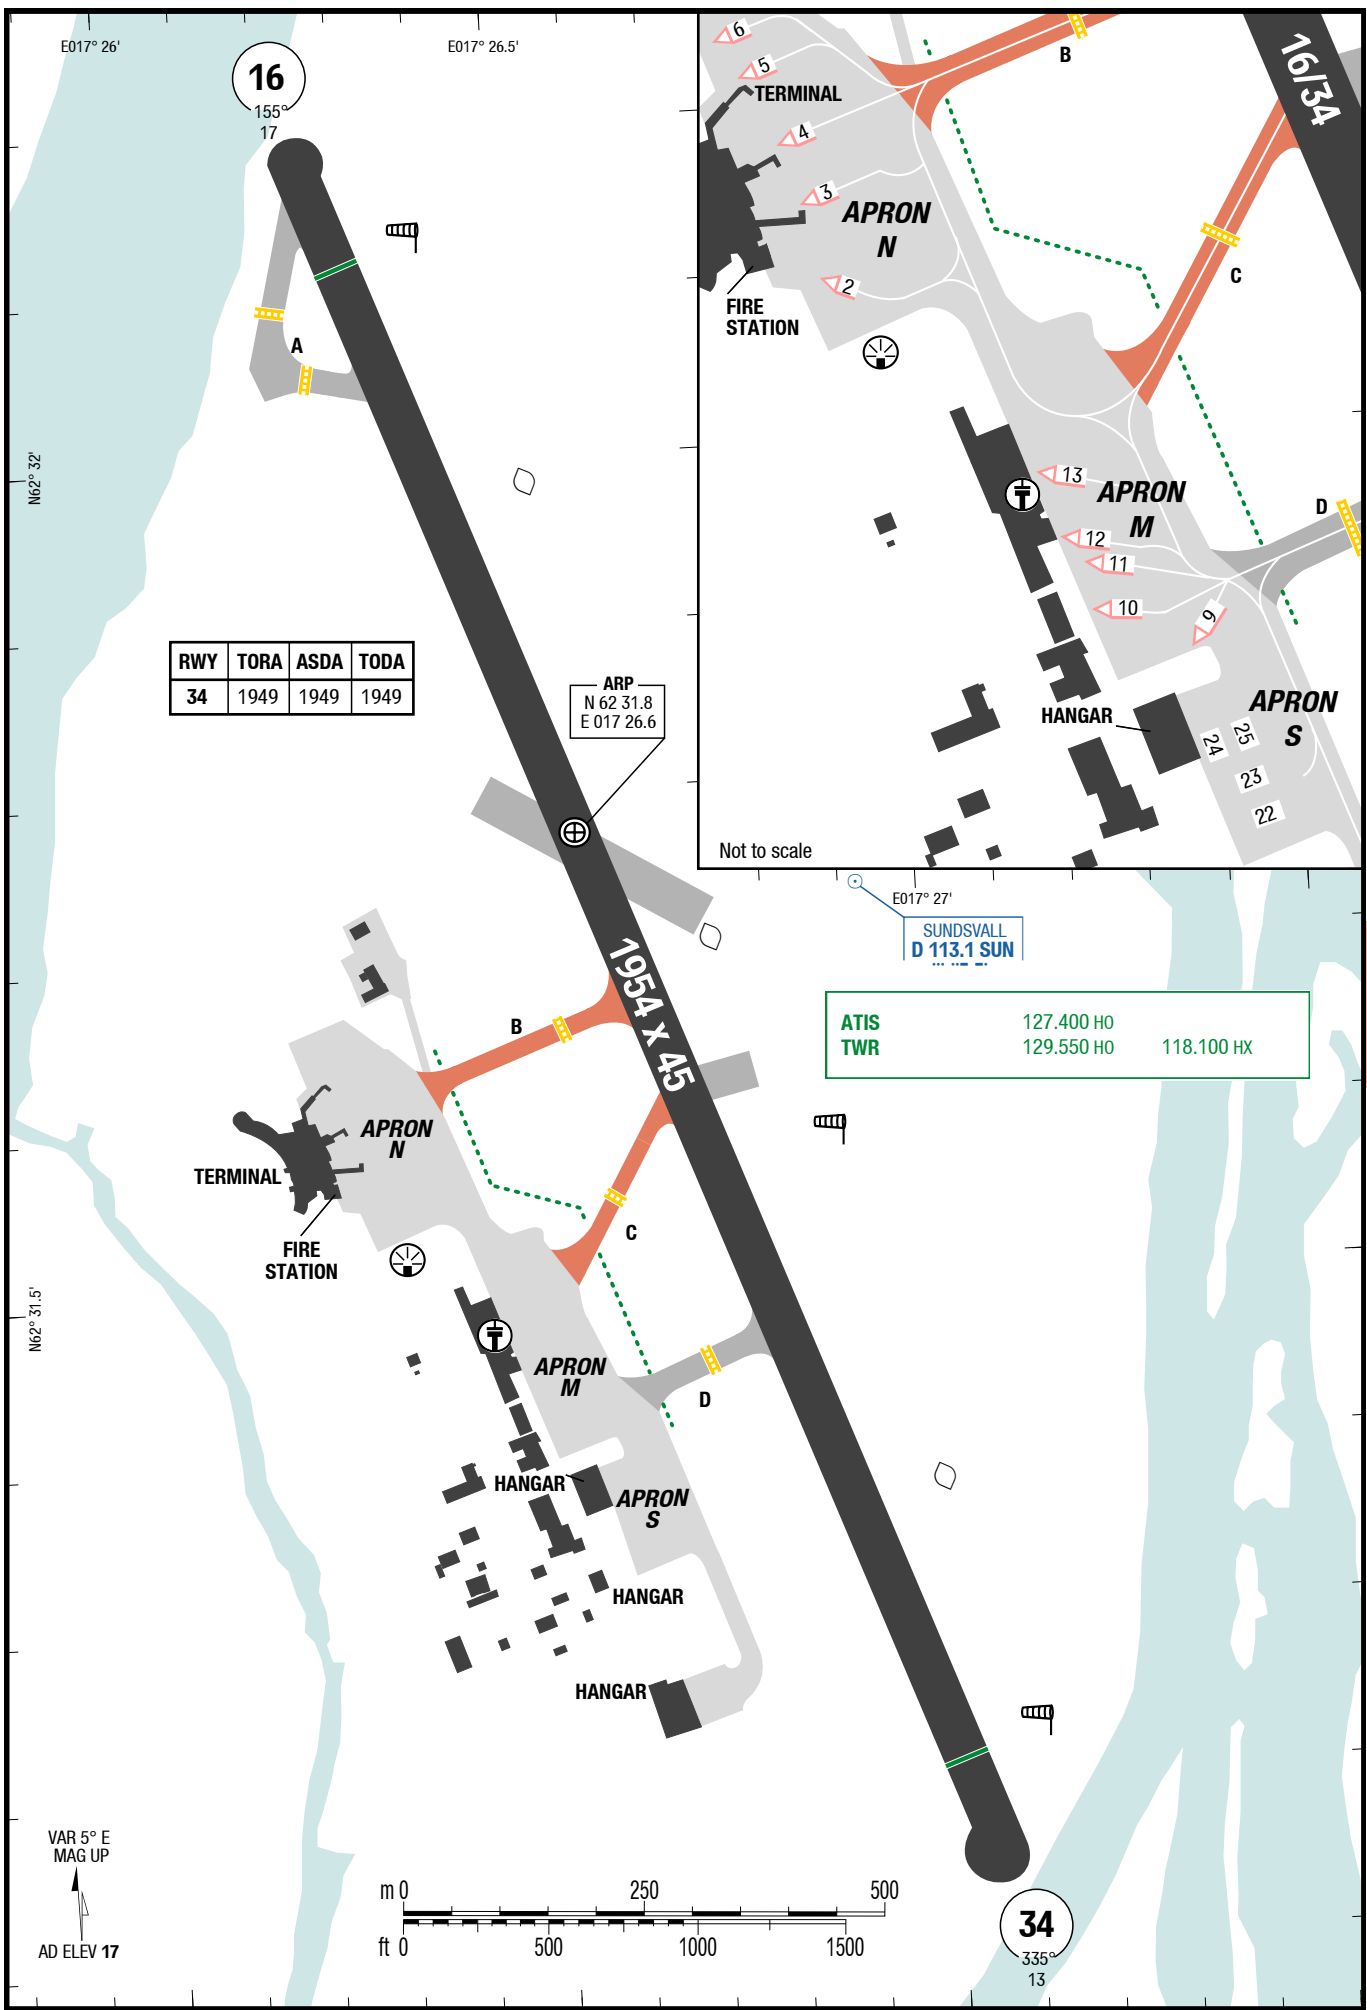 E017° 26'
E017° 26.5'
16
155°
17
A
N62° 32'
RWY TORA ASDA TODA
34 1949 1949 1949
ARP
N 62 31.8
E 017 26.6
6
5
TERMINAL
4
3
APRON
N
2
FIRE
STATION
B
16/34
C
13
APRON
M
12
11
10
9
D
HANGAR
APRON
S
24
25
23
22
Not to scale
E017° 27'
SUNDSVALL
D 113.1 SUN
ATIS 127.400 HO
TWR 129.550 HO 118.100 HX
1954 x 45
B
APRON
N
TERMINAL
FIRE
STATION
C
N62° 31.5'
APRON
M
D
HANGAR
APRON
S
HANGAR
HANGAR
VAR 5° E
MAG UP
AD ELEV 17
m 0 250 500
ft 0 500 1000 1500
34
335°
13